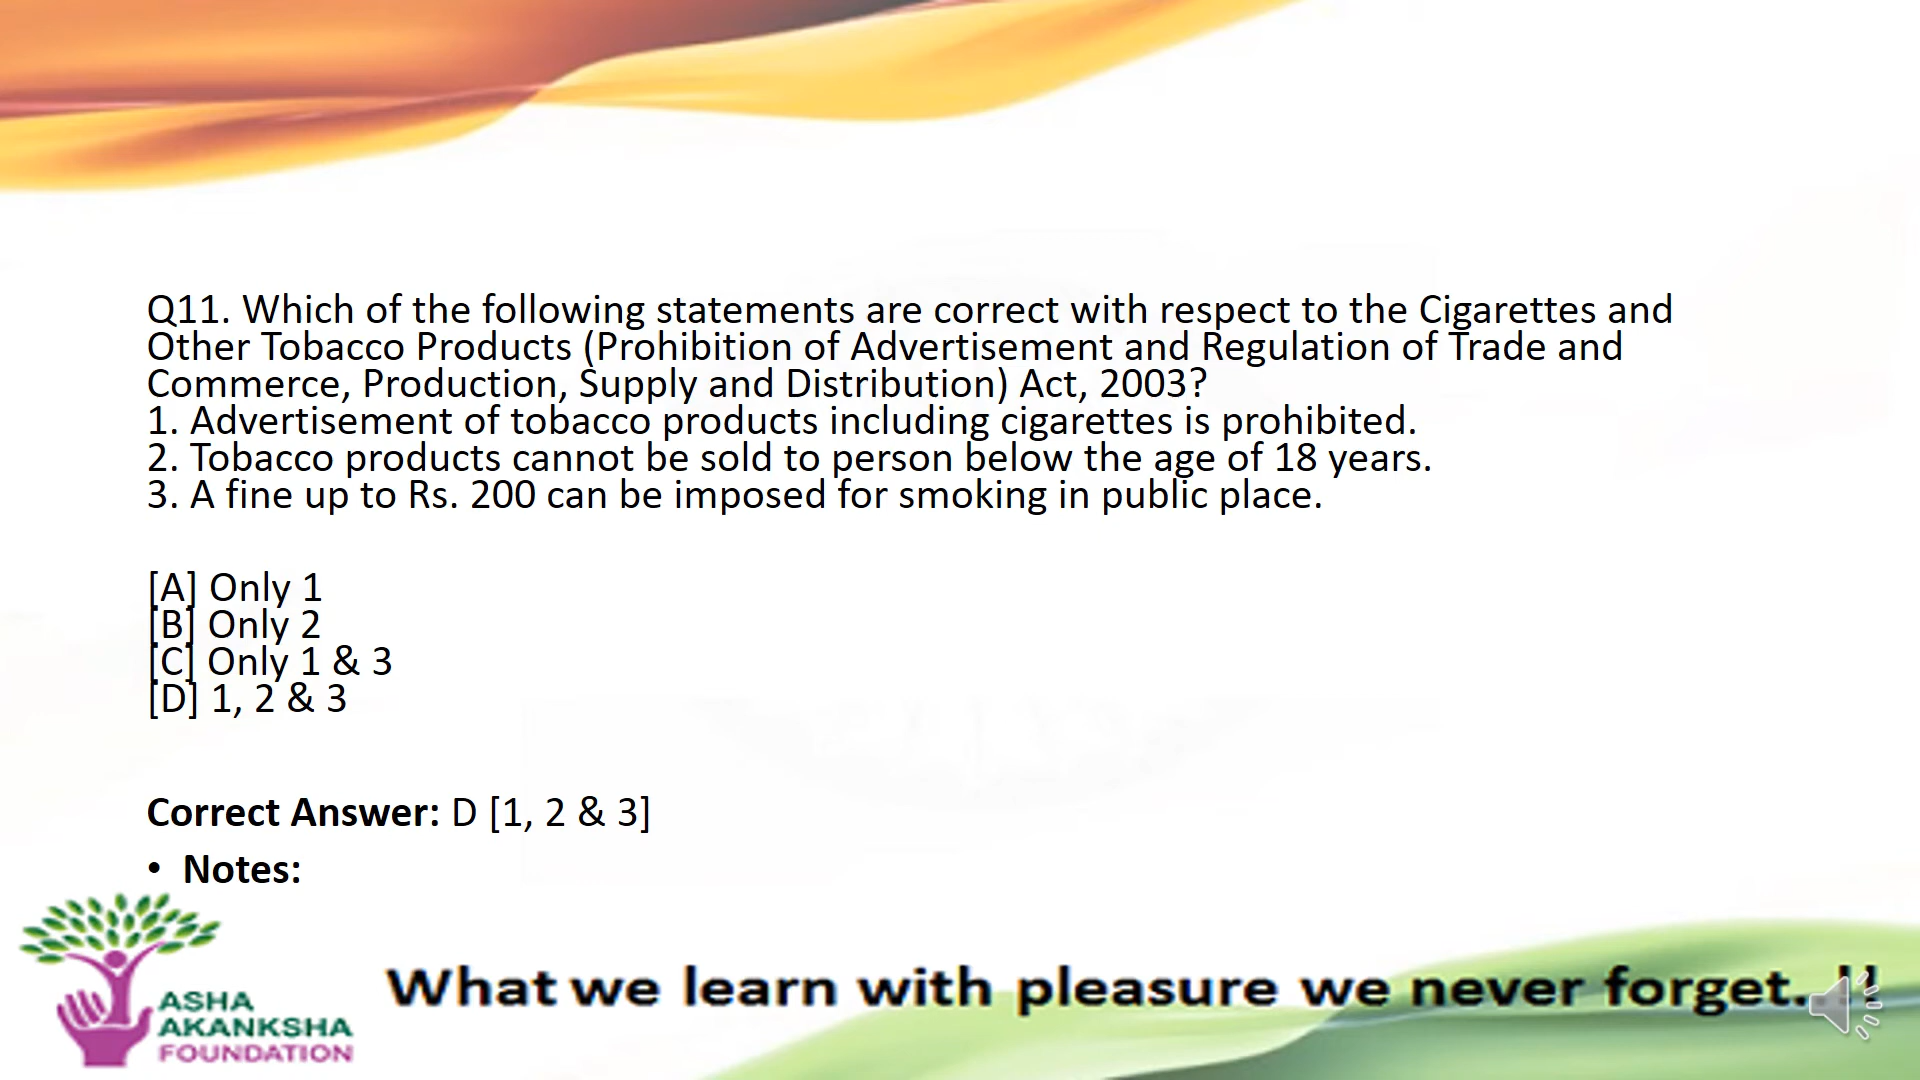 Q11. Which of the following statements are correct with respect to the Cigarettes and
Other Tobacco Products (Prohibition of Advertisement and Regulation of Trade and
Commerce, Production, Supply and Distribution) Act, 2003?
1. Advertisement of tobacco products including cigarettes is prohibited.
2. Tobacco products cannot be sold to person below the age of 18 years.
3. A fine up to Rs. 200 can be imposed for smoking in public place.
[A] Only 1
[B] Only 2
[C] Only 1 & 3
[D] 1, 2 & 3
Correct Answer: D [1, 2 & 3]
• Notes:
ASHA
AKANKSHA
FOUNDATION
What we learn with pleasure we never forget...!!